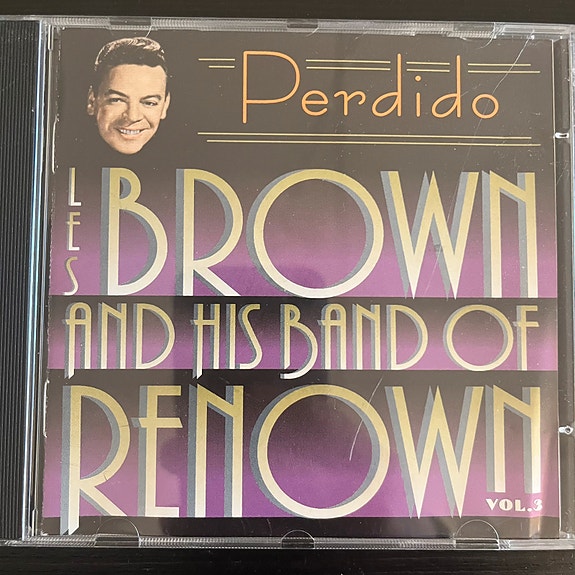 Perdido
LES
BROWN
AND HIS BAND OF
RENOWN
VOL.3